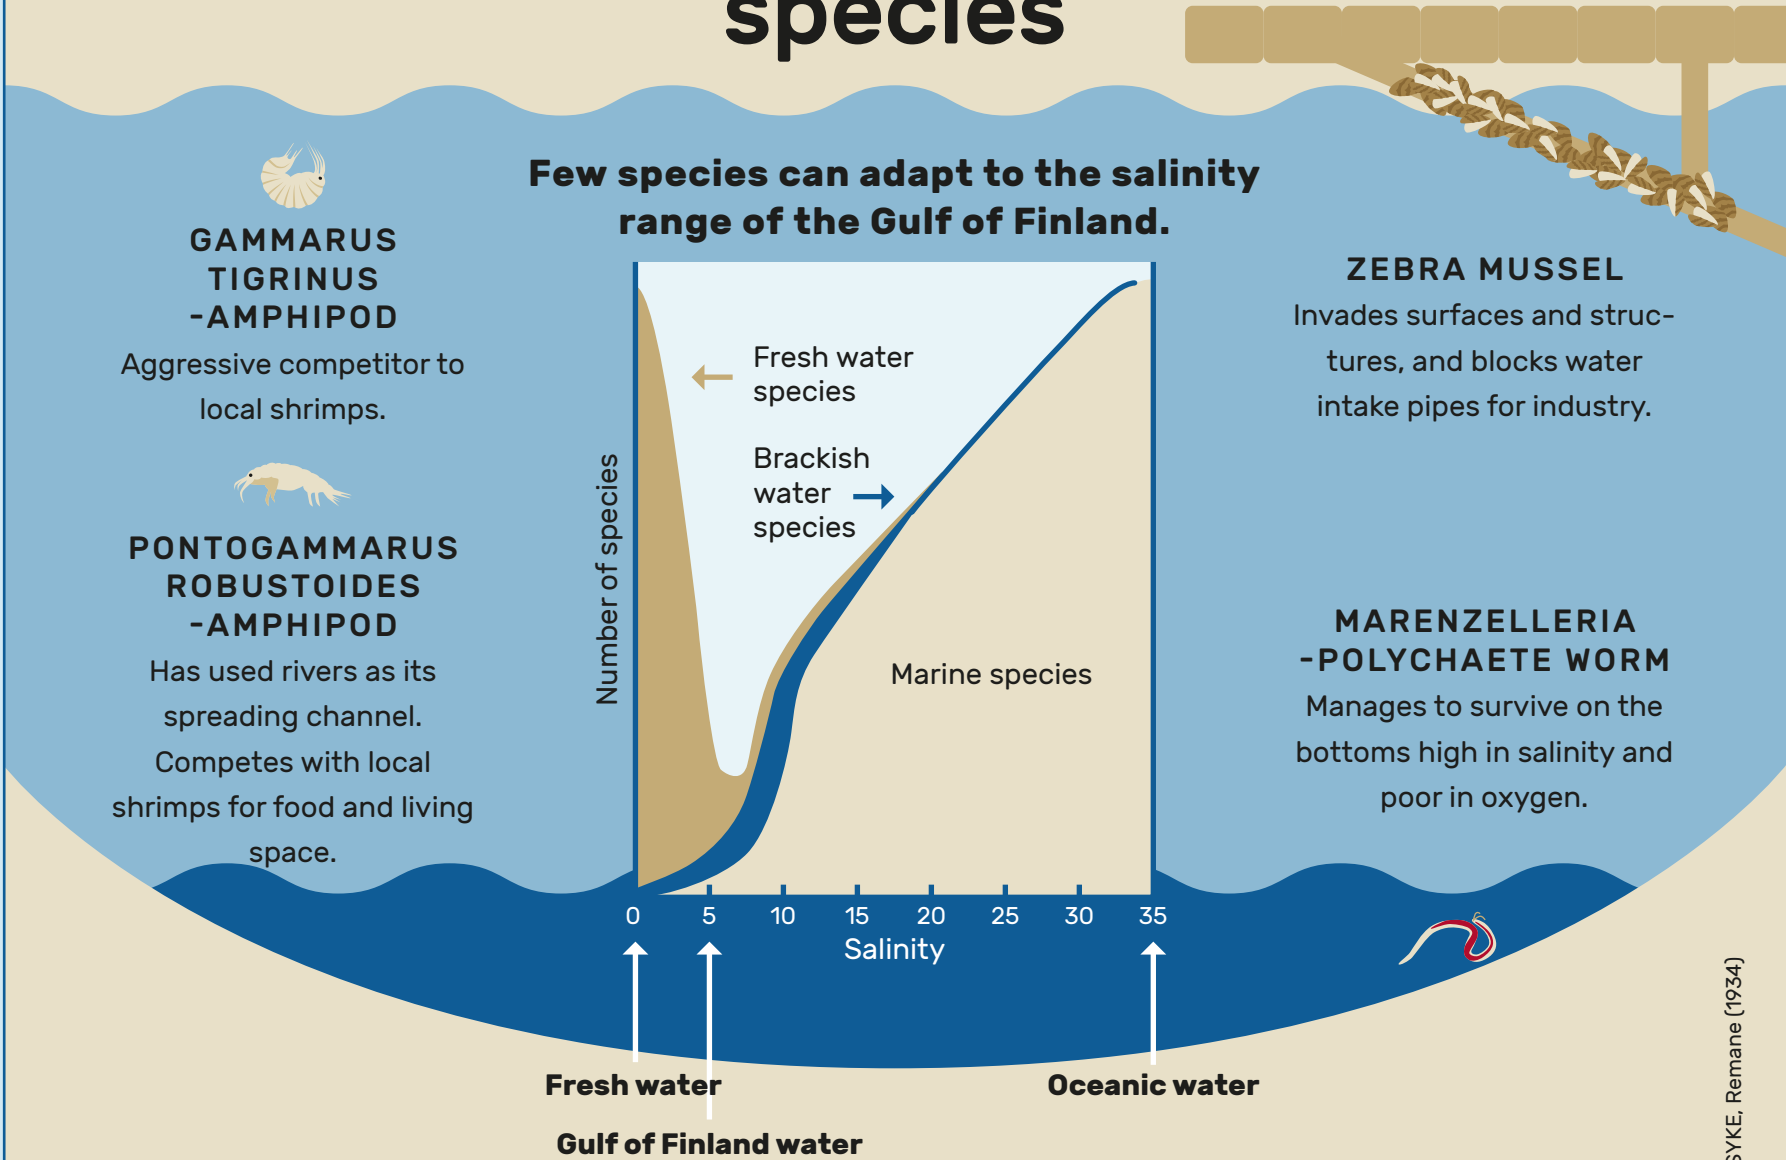 species
Few species can adapt to the salinity
range of the Gulf of Finland.
GAMMARUS
TIGRINUS
-AMPHIPOD
Aggressive competitor to
local shrimps.
PONTOGAMMARUS
ROBUSTOIDES
-AMPHIPOD
Has used rivers as its
spreading channel.
Competes with local
shrimps for food and living
space.
Number of species
Fresh water
species
Brackish
water
species
Marine species
0 5 10 15 20 25 30 35
Salinity
Fresh water
Gulf of Finland water
Oceanic water
ZEBRA MUSSEL
Invades surfaces and struc-
tures, and blocks water
intake pipes for industry.
MARENZELLERIA
-POLYCHAETE WORM
Manages to survive on the
bottoms high in salinity and
poor in oxygen.
SYKE, Remane (1934)